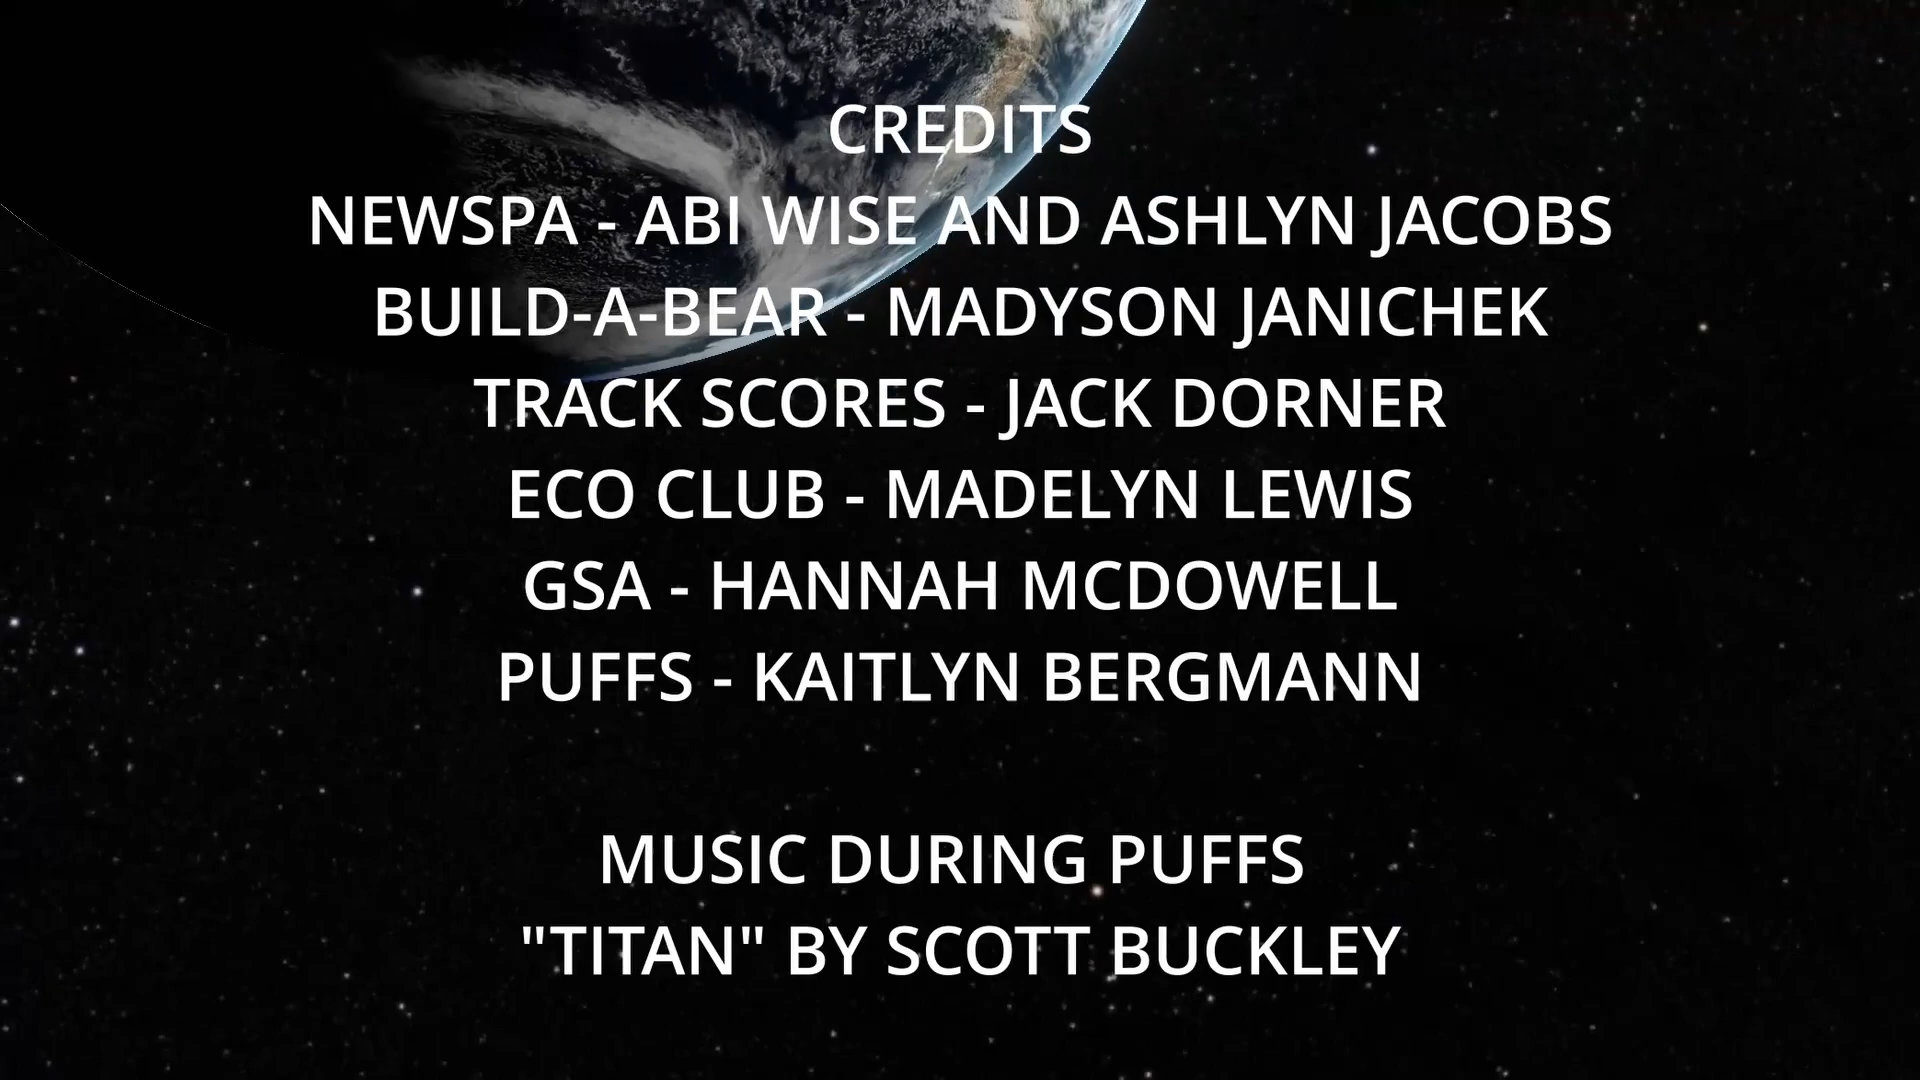 CREDITS
NEWSPA - ABI WISE AND ASHLYN JACOBS
BUILD-A-BEAR - MADYSON JANICHEK
TRACK SCORES - JACK DORNER
ECO CLUB - MADELYN LEWIS
GSA - HANNAH MCDOWELL
PUFFS - KAITLYN BERGMANN
MUSIC DURING PUFFS
"TITAN" BY SCOTT BUCKLEY